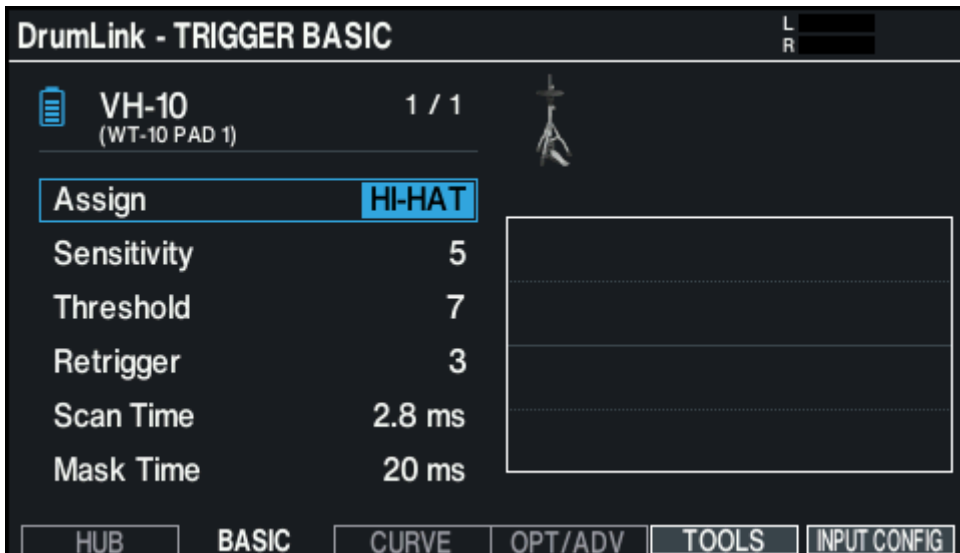 DrumLink - TRIGGER BASIC
L
R
VH-10 1 / 1
(WT-10 PAD 1)
Assign HI-HAT
Sensitivity 5
Threshold 7
Retrigger 3
Scan Time 2.8 ms
Mask Time 20 ms
HUB BASIC CURVE OPT/ADV TOOLS INPUT CONFIG